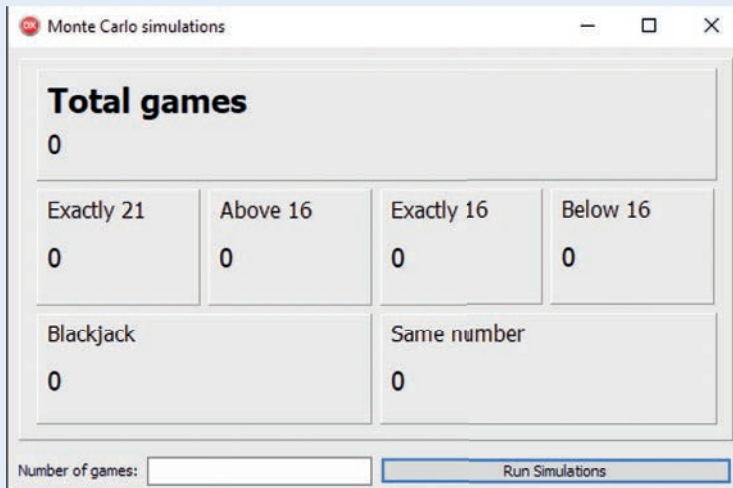 DX Monte Carlo simulations
Total games
0
Exactly 21 Above 16 Exactly 16 Below 16
0 0 0 0
Blackjack Same number
0 0
Number of games: Run Simulations